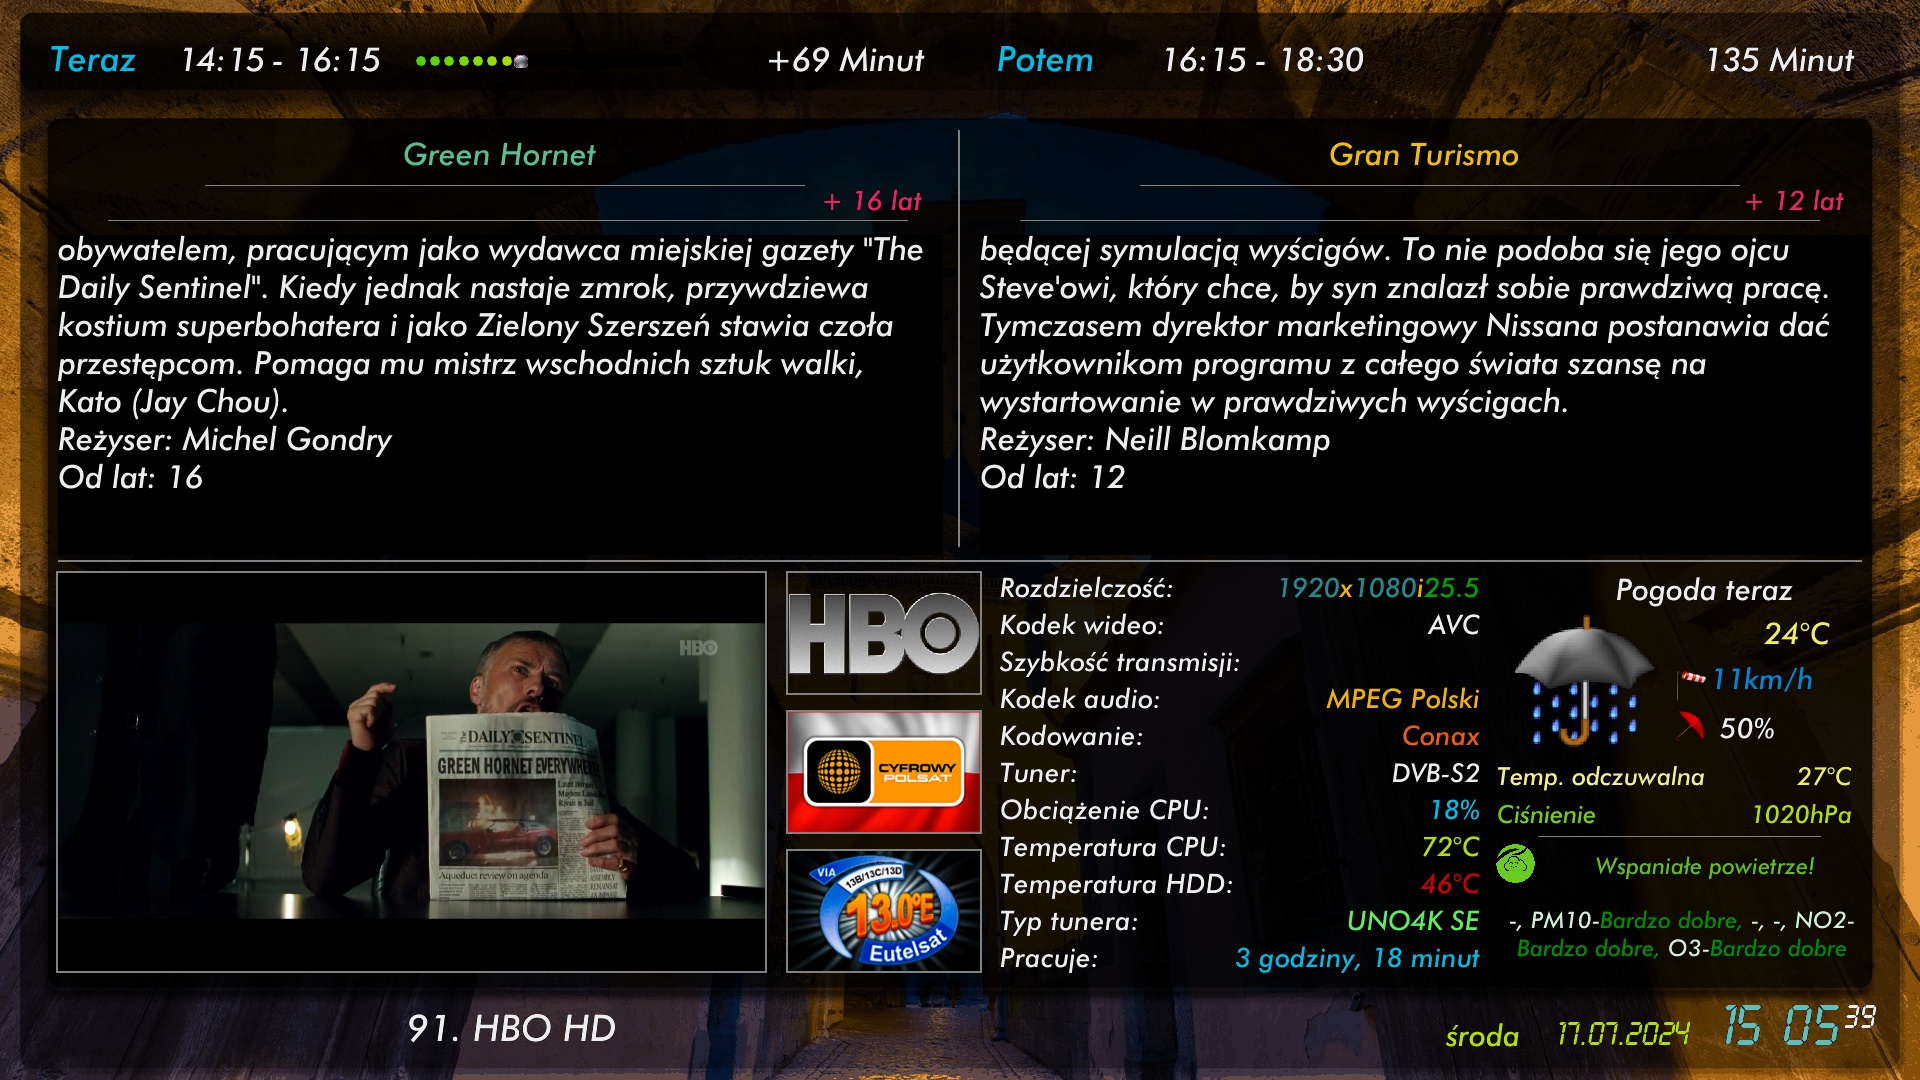 Teraz 14:15 - 16:15 +69 Minut Potem 16:15 - 18:30 135 Minut
Green Hornet
+ 16 lat
obywatelem, pracującym jako wydawca miejskiej gazety "The
Daily Sentinel". Kiedy jednak nastaje zmrok, przywdziewa
kostium superbohatera i jako Zielony Szerszeń stawia czoła
przestępcom. Pomaga mu mistrz wschodnich sztuk walki,
Kato (Jay Chou).
Reżyser: Michel Gondry
Od lat: 16
Gran Turismo
+ 12 lat
będącej symulacją wyścigów. To nie podoba się jego ojcu
Steve'owi, który chce, by syn znalazł sobie prawdziwą pracę.
Tymczasem dyrektor marketingowy Nissana postanawia dać
użytkownikom programu z całego świata szansę na
wystartowanie w prawdziwych wyścigach.
Reżyser: Neill Blomkamp
Od lat: 12
HBO
DAILY SENTINEL
GREEN HORNET EVERYWHERE
Aqueduct review on agenda
HBO
CYFROWY
POLSAT
VIA 13B/13C/13D
13.0°E
Eutelsat
Rozdzielczość: 1920x1080i25.5
Kodek wideo: AVC
Szybkość transmisji:
Kodek audio: MPEG Polski
Kodowanie: Conax
Tuner: DVB-S2
Obciążenie CPU: 18%
Temperatura CPU: 72°C
Temperatura HDD: 46°C
Typ tunera: UNO4K SE
Pracuje: 3 godziny, 18 minut
Pogoda teraz
24°C
11km/h
50%
Temp. odczuwalna 27°C
Ciśnienie 1020hPa
Wspaniałe powietrze!
-, PM10-Bardzo dobre, -, -, NO2-
Bardzo dobre, O3-Bardzo dobre
91. HBO HD
środa 17.07.2024 15 05 39